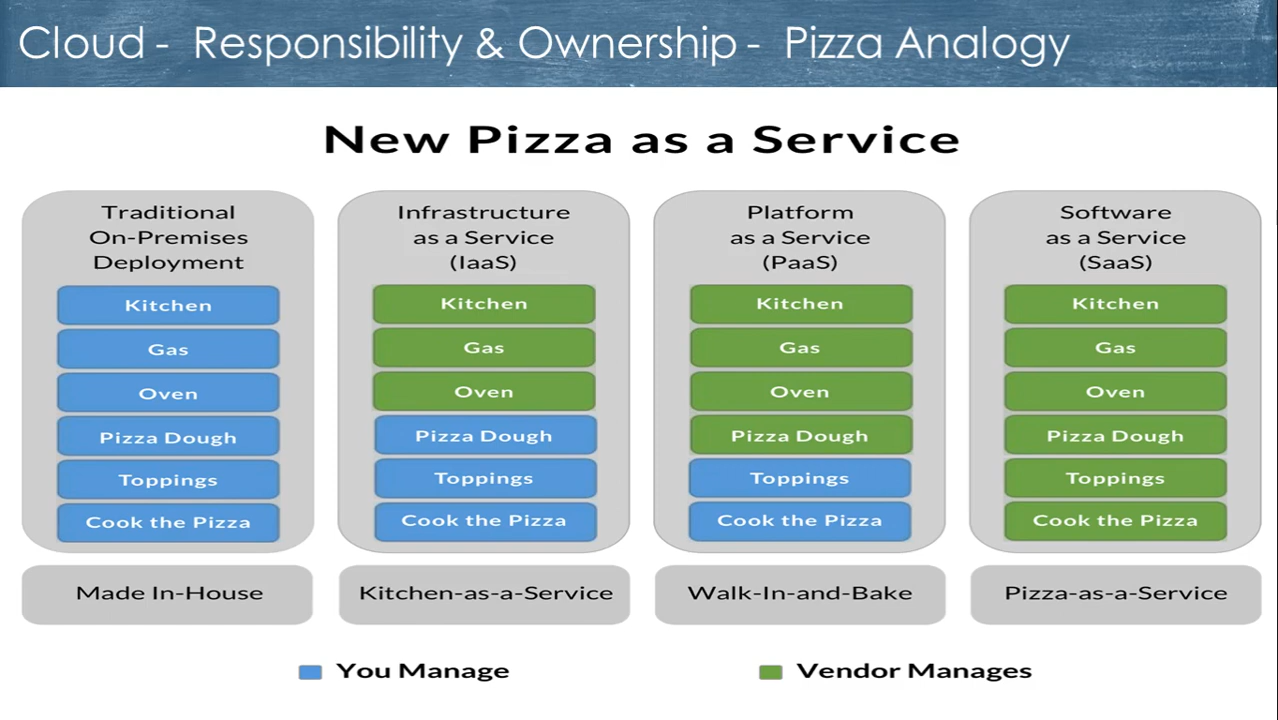 Cloud - Responsibility & Ownership - Pizza Analogy
New Pizza as a Service
Traditional
On-Premises
Deployment
Kitchen
Gas
Oven
Pizza Dough
Toppings
Cook the Pizza
Made In-House
Infrastructure
as a Service
(IaaS)
Kitchen
Gas
Oven
Pizza Dough
Toppings
Cook the Pizza
Kitchen-as-a-Service
Platform
as a Service
(PaaS)
Kitchen
Gas
Oven
Pizza Dough
Toppings
Cook the Pizza
Walk-In-and-Bake
Software
as a Service
(SaaS)
Kitchen
Gas
Oven
Pizza Dough
Toppings
Cook the Pizza
Pizza-as-a-Service
You Manage
Vendor Manages